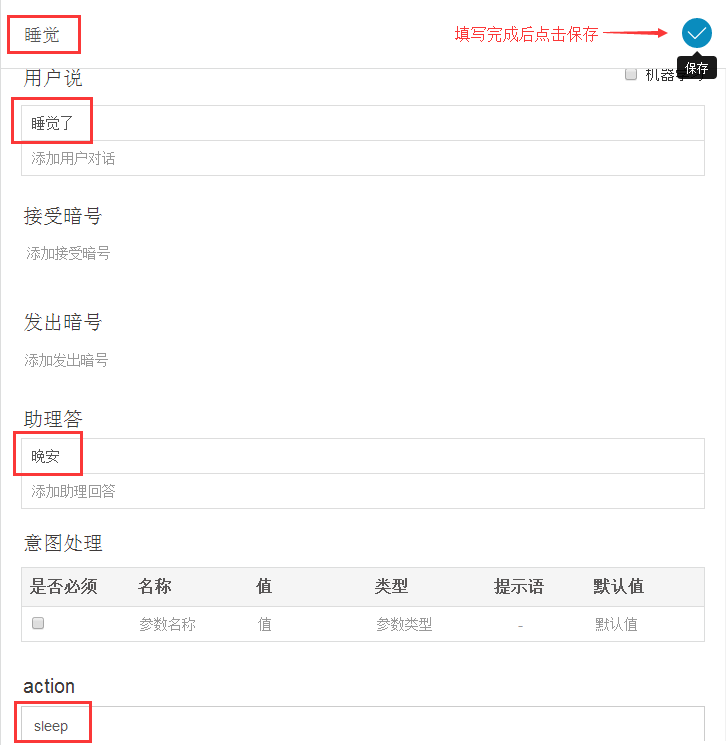 睡觉
填写完成后点击保存
保存
用户说
机器学
睡觉了
添加用户对话
接受暗号
添加接受暗号
发出暗号
添加发出暗号
助理答
晚安
添加助理回答
意图处理
是否必须 名称 值 类型 提示语 默认值
参数名称 值 参数类型 - 默认值
action
sleep